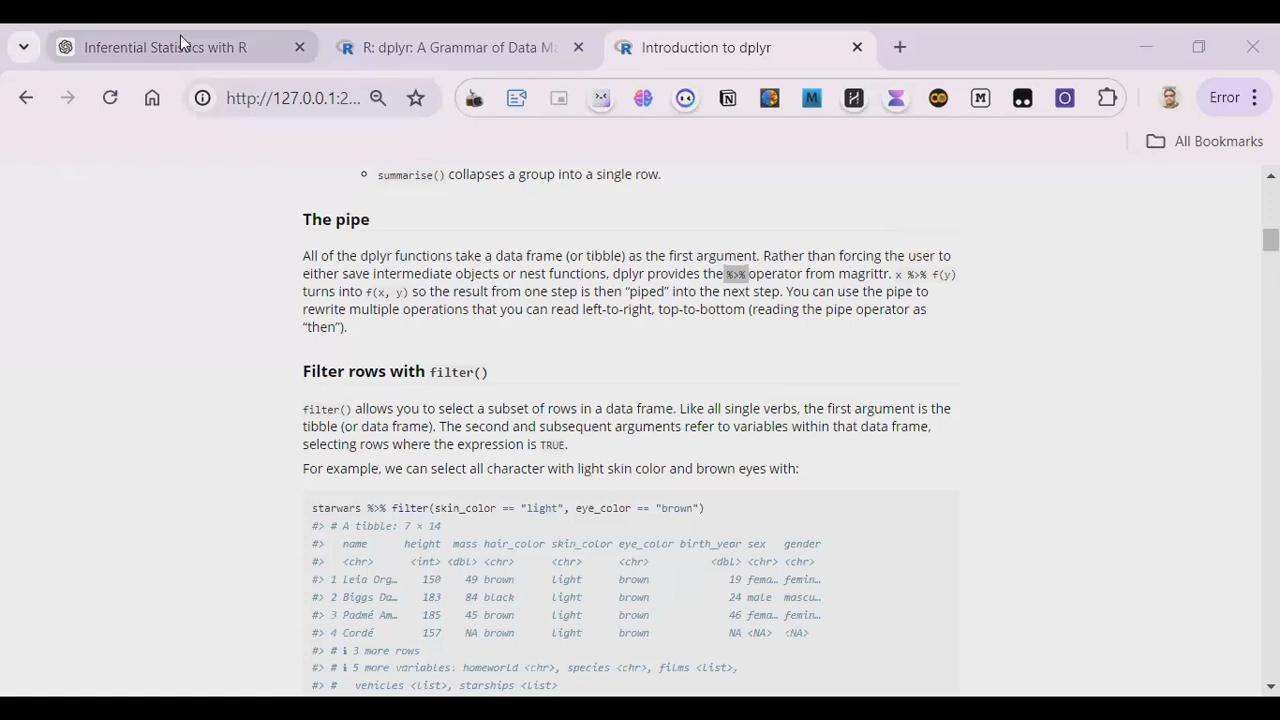 Inferential Statistics with R
R: dplyr: A Grammar of Data Ma
Introduction to dplyr
http://127.0.0.1:2...
Error
All Bookmarks
summarise() collapses a group into a single row.
The pipe
All of the dplyr functions take a data frame (or tibble) as the first argument. Rather than forcing the user to
either save intermediate objects or nest functions, dplyr provides the %>% operator from magrittr. x %>% f(y)
turns into f(x, y) so the result from one step is then “piped” into the next step. You can use the pipe to
rewrite multiple operations that you can read left-to-right, top-to-bottom (reading the pipe operator as
“then”).
Filter rows with filter()
filter() allows you to select a subset of rows in a data frame. Like all single verbs, the first argument is the
tibble (or data frame). The second and subsequent arguments refer to variables within that data frame,
selecting rows where the expression is TRUE.
For example, we can select all character with light skin color and brown eyes with:
starwars %>% filter(skin_color == "light", eye_color == "brown")
#> # A tibble: 7 × 14
#>   name      height  mass hair_color skin_color eye_color birth_year sex   gender
#>   <chr>      <int> <dbl> <chr>      <chr>      <chr>          <dbl> <chr> <chr>
#> 1 Leia Org…    150    49 brown      light      brown             19 fema… femin…
#> 2 Biggs Da…    183    84 black      light      brown             24 male  mascu…
#> 3 Padmé Am…    185    45 brown      light      brown             46 fema… femin…
#> 4 Cordé        157    NA brown      light      brown             NA <NA>  <NA>
#> # ℹ 3 more rows
#> # ℹ 5 more variables: homeworld <chr>, species <chr>, films <list>,
#> #   vehicles <list>, starships <list>